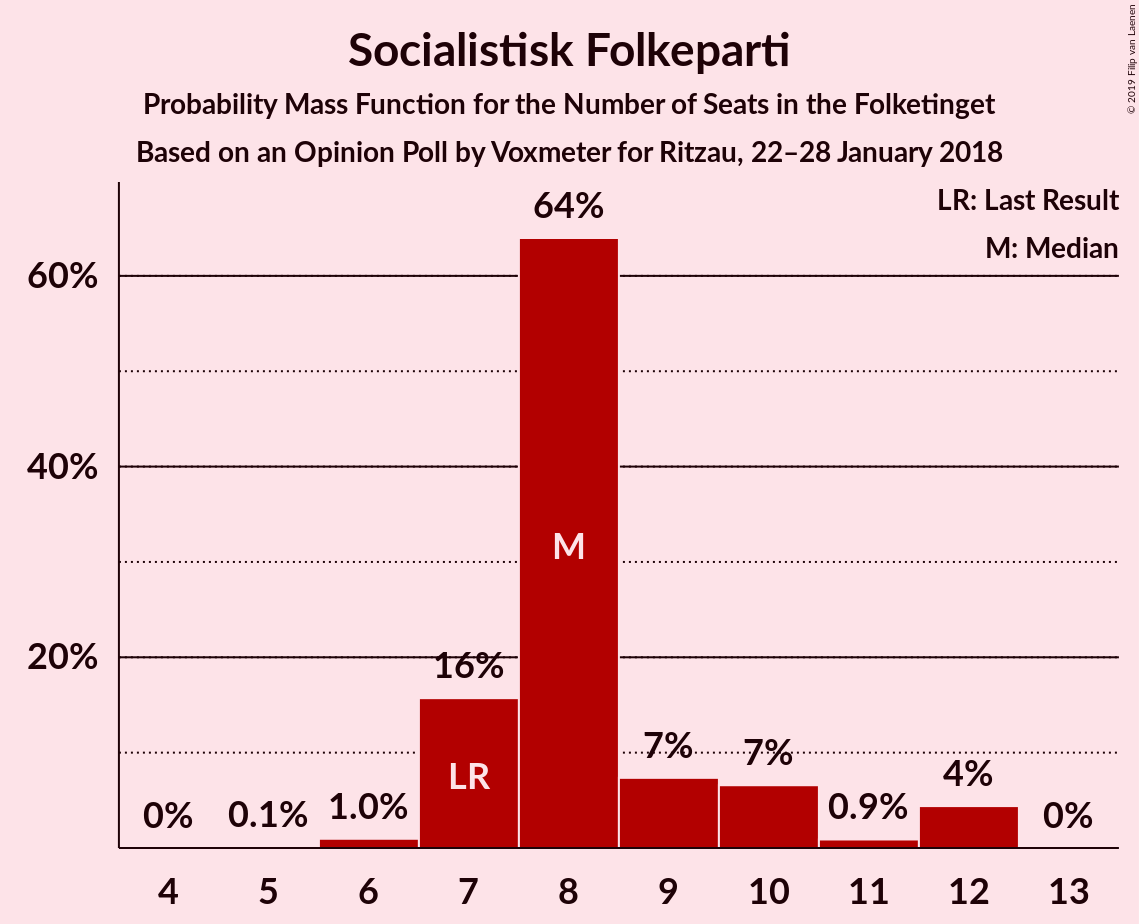 Socialistisk Folkeparti
Probability Mass Function for the Number of Seats in the Folketinget
Based on an Opinion Poll by Voxmeter for Ritzau, 22–28 January 2018
© 2019 Filip van Laenen
LR: Last Result
M: Median
64%
60%
40%
20%
16%
7%
7%
4%
0%
0.1%
1.0%
0.9%
0%
M
LR
4 5 6 7 8 9 10 11 12 13